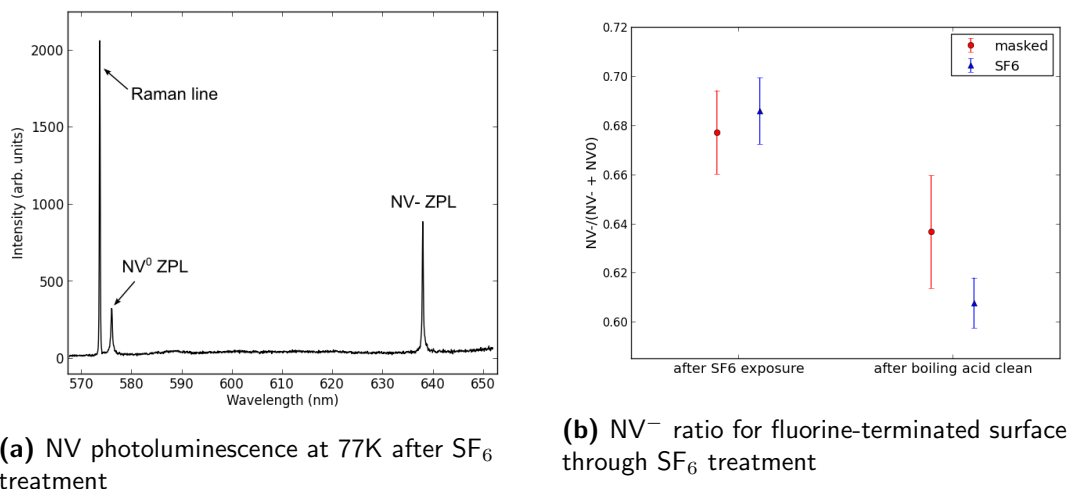 2000
1500
1000
500
0
Intensity (arb. units)
Raman line
NV⁰ ZPL
NV- ZPL
570 580 590 600 610 620 630 640 650
Wavelength (nm)
(a) NV photoluminescence at 77K after SF₆
treatment
0.72
0.70
0.68
0.66
0.64
0.62
0.60
NV-/(NV- + NV0)
masked
SF6
after SF6 exposure after boiling acid clean
(b) NV⁻ ratio for fluorine-terminated surface
through SF₆ treatment